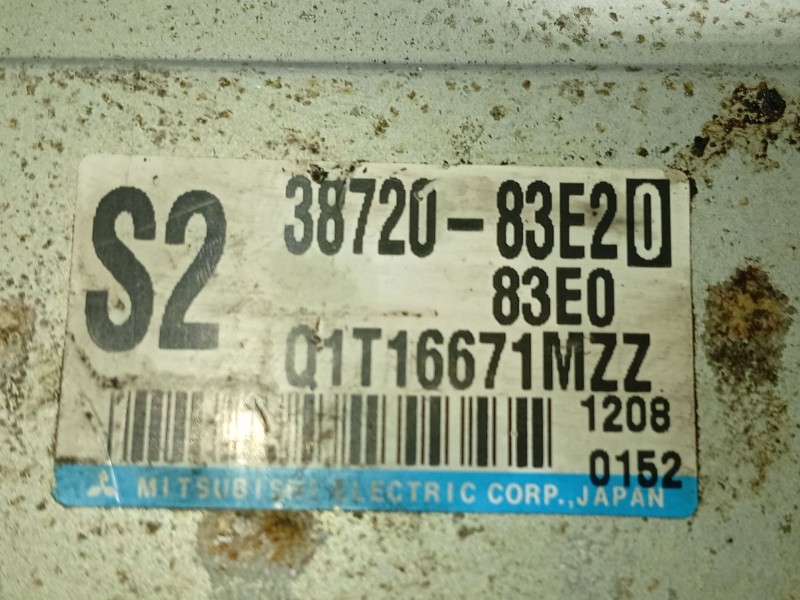 S2
38720-83E20
83E0
Q1T16671MZZ
1208
0152
MITSUBISHI ELECTRIC CORP., JAPAN